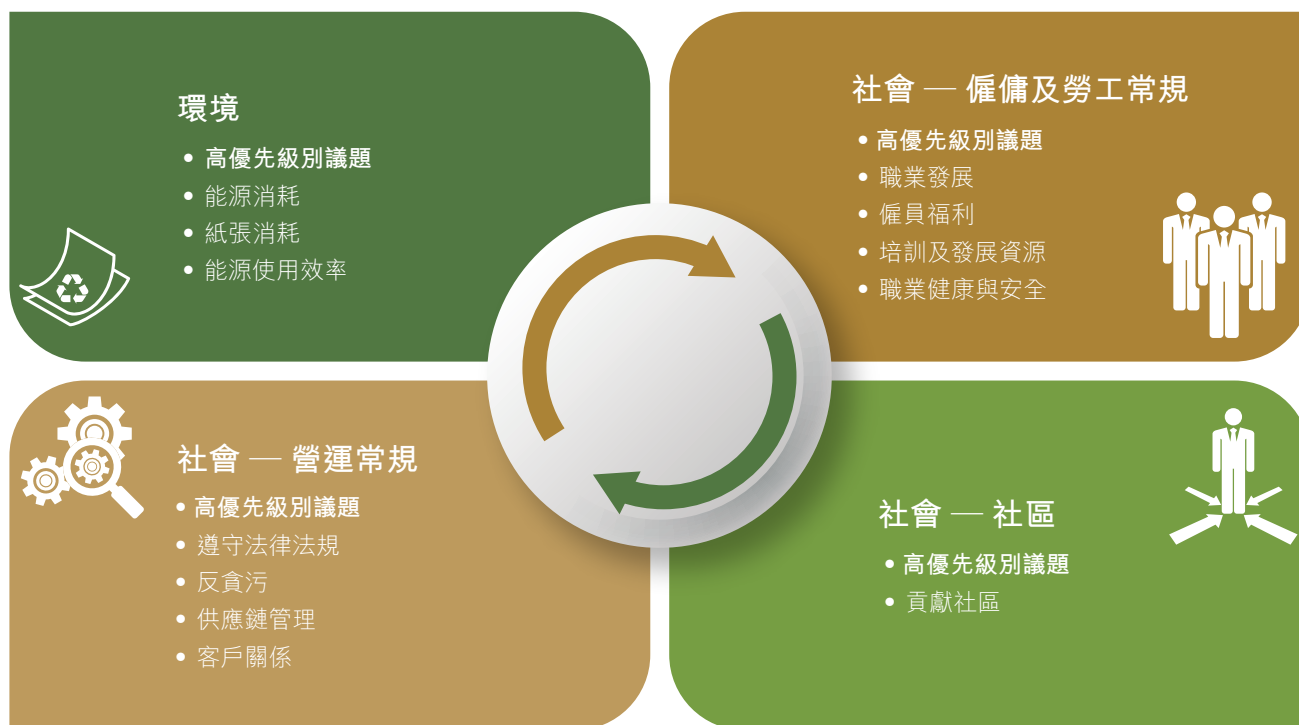 環境
• 高優先級別議題
• 能源消耗
• 紙張消耗
• 能源使用效率
社會 — 僱傭及勞工常規
• 高優先級別議題
• 職業發展
• 僱員福利
• 培訓及發展資源
• 職業健康與安全
社會 — 營運常規
• 高優先級別議題
• 遵守法律法規
• 反貪污
• 供應鏈管理
• 客戶關係
社會 — 社區
• 高優先級別議題
• 貢獻社區